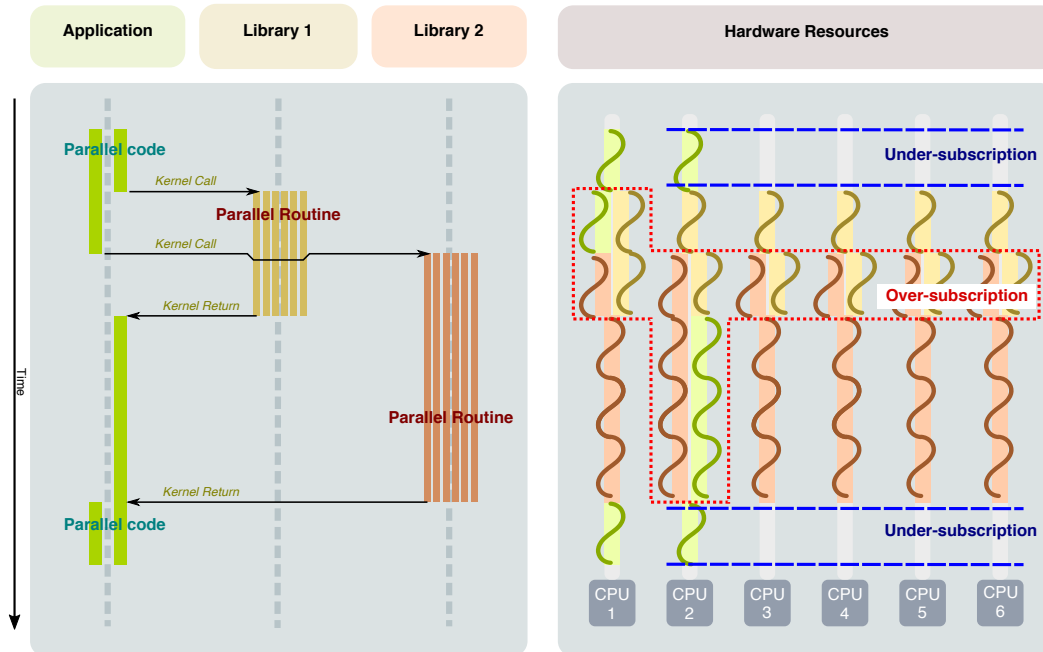 Application
Library 1
Library 2
Hardware Resources
Time
Parallel code
Kernel Call
Parallel Routine
Kernel Call
Kernel Return
Parallel Routine
Kernel Return
Parallel code
Under-subscription
Over-subscription
Under-subscription
CPU
1
CPU
2
CPU
3
CPU
4
CPU
5
CPU
6